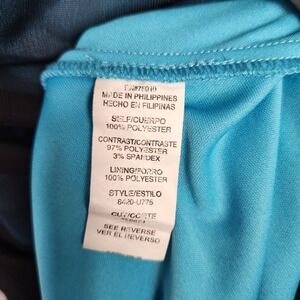 MADE IN PHILIPPINES
HECHO EN FILIPINAS
SELF/CUERPO
100% POLYESTER
CONTRAST/CONTRASTE
97% POLYESTER
3% SPANDEX
LINING/FORRO
100% POLYESTER
STYLE/ESTILO
8420-U775
CUT/CORTE
SEE REVERSE
VER EL REVERSO